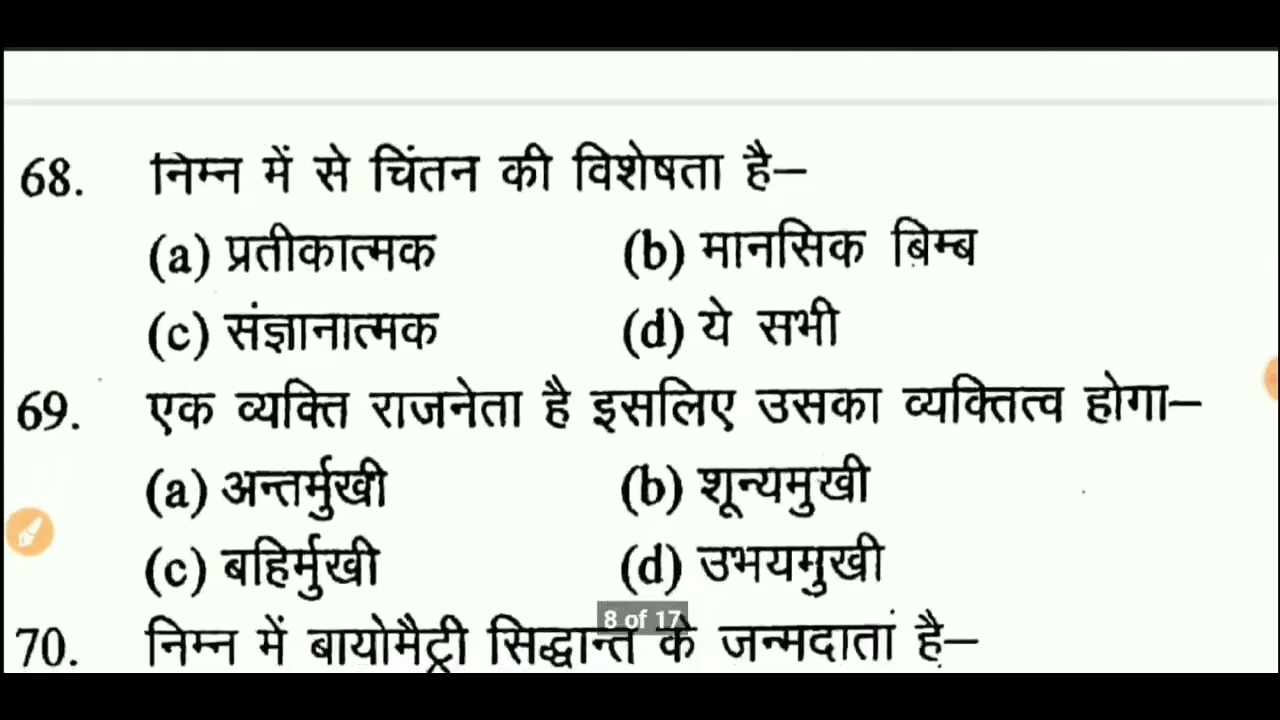 68. निम्न में से चिंतन की विशेषता है–
(a) प्रतीकात्मक (b) मानसिक बिम्ब
(c) संज्ञानात्मक (d) ये सभी
69. एक व्यक्ति राजनेता है इसलिए उसका व्यक्तित्व होगा–
(a) अन्तर्मुखी (b) शून्यमुखी
(c) बहिर्मुखी (d) उभयमुखी
8 of 17
70. निम्न में बायोमैट्री सिद्धान्त के जन्मदाता है–